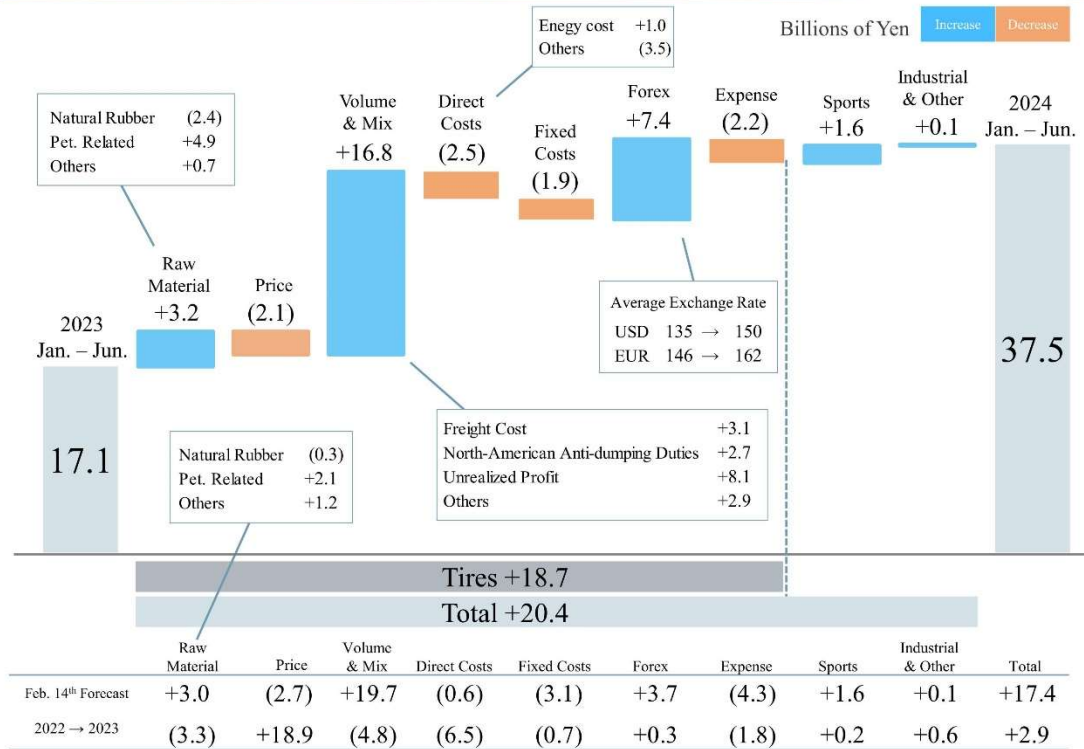 Billions of Yen
Increase Decrease
Enegy cost +1.0
Others (3.5)
Natural Rubber (2.4)
Pet. Related +4.9
Others +0.7
2023
Jan. – Jun.
17.1
Raw
Material
+3.2
Price
(2.1)
Volume
& Mix
+16.8
Direct
Costs
(2.5)
Fixed
Costs
(1.9)
Forex
+7.4
Expense
(2.2)
Sports
+1.6
Industrial
& Other
+0.1
2024
Jan. – Jun.
37.5
Average Exchange Rate
USD 135 → 150
EUR 146 → 162
Natural Rubber (0.3)
Pet. Related +2.1
Others +1.2
Freight Cost +3.1
North-American Anti-dumping Duties +2.7
Unrealized Profit +8.1
Others +2.9
Tires +18.7
Total +20.4
Raw Material Price Volume & Mix Direct Costs Fixed Costs Forex Expense Sports Industrial & Other Total
Feb. 14th Forecast +3.0 (2.7) +19.7 (0.6) (3.1) +3.7 (4.3) +1.6 +0.1 +17.4
2022 → 2023 (3.3) +18.9 (4.8) (6.5) (0.7) +0.3 (1.8) +0.2 +0.6 +2.9